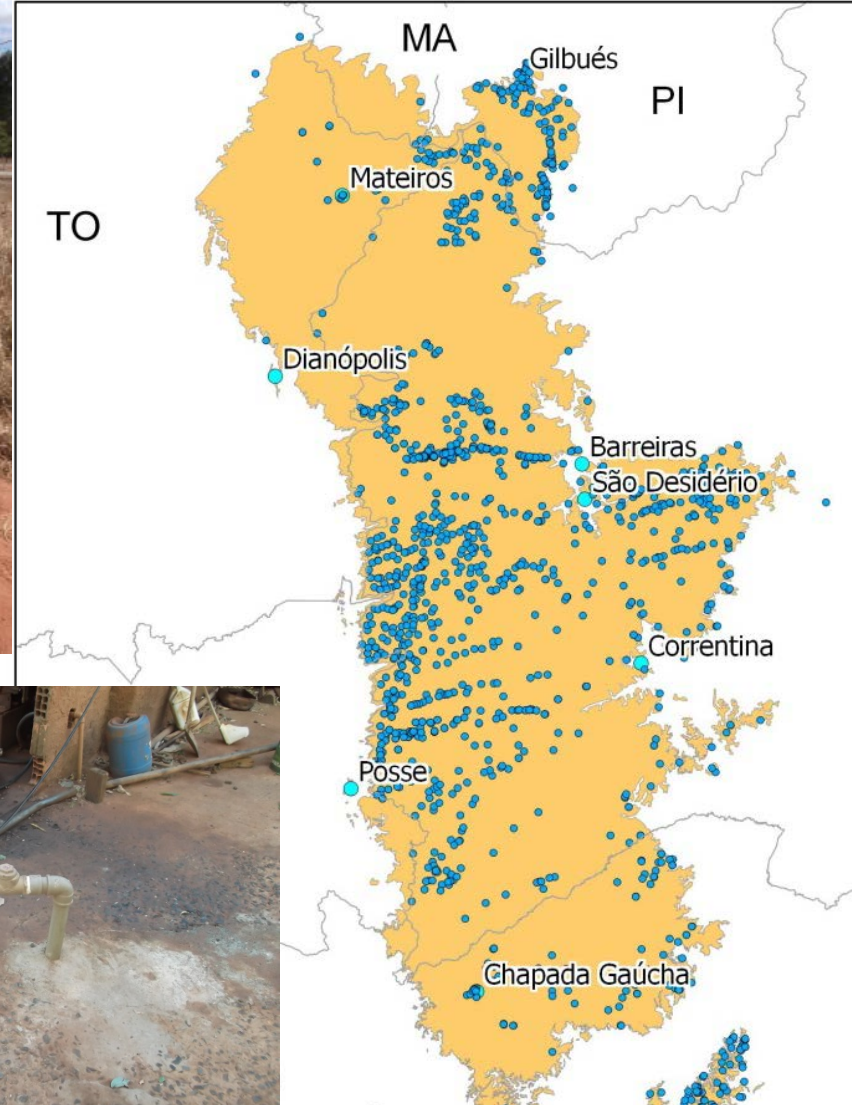 MA
Gilbués
PI
Mateiros
TO
Dianópolis
Barreiras
São Desidério
Correntina
Posse
Chapada Gaúcha